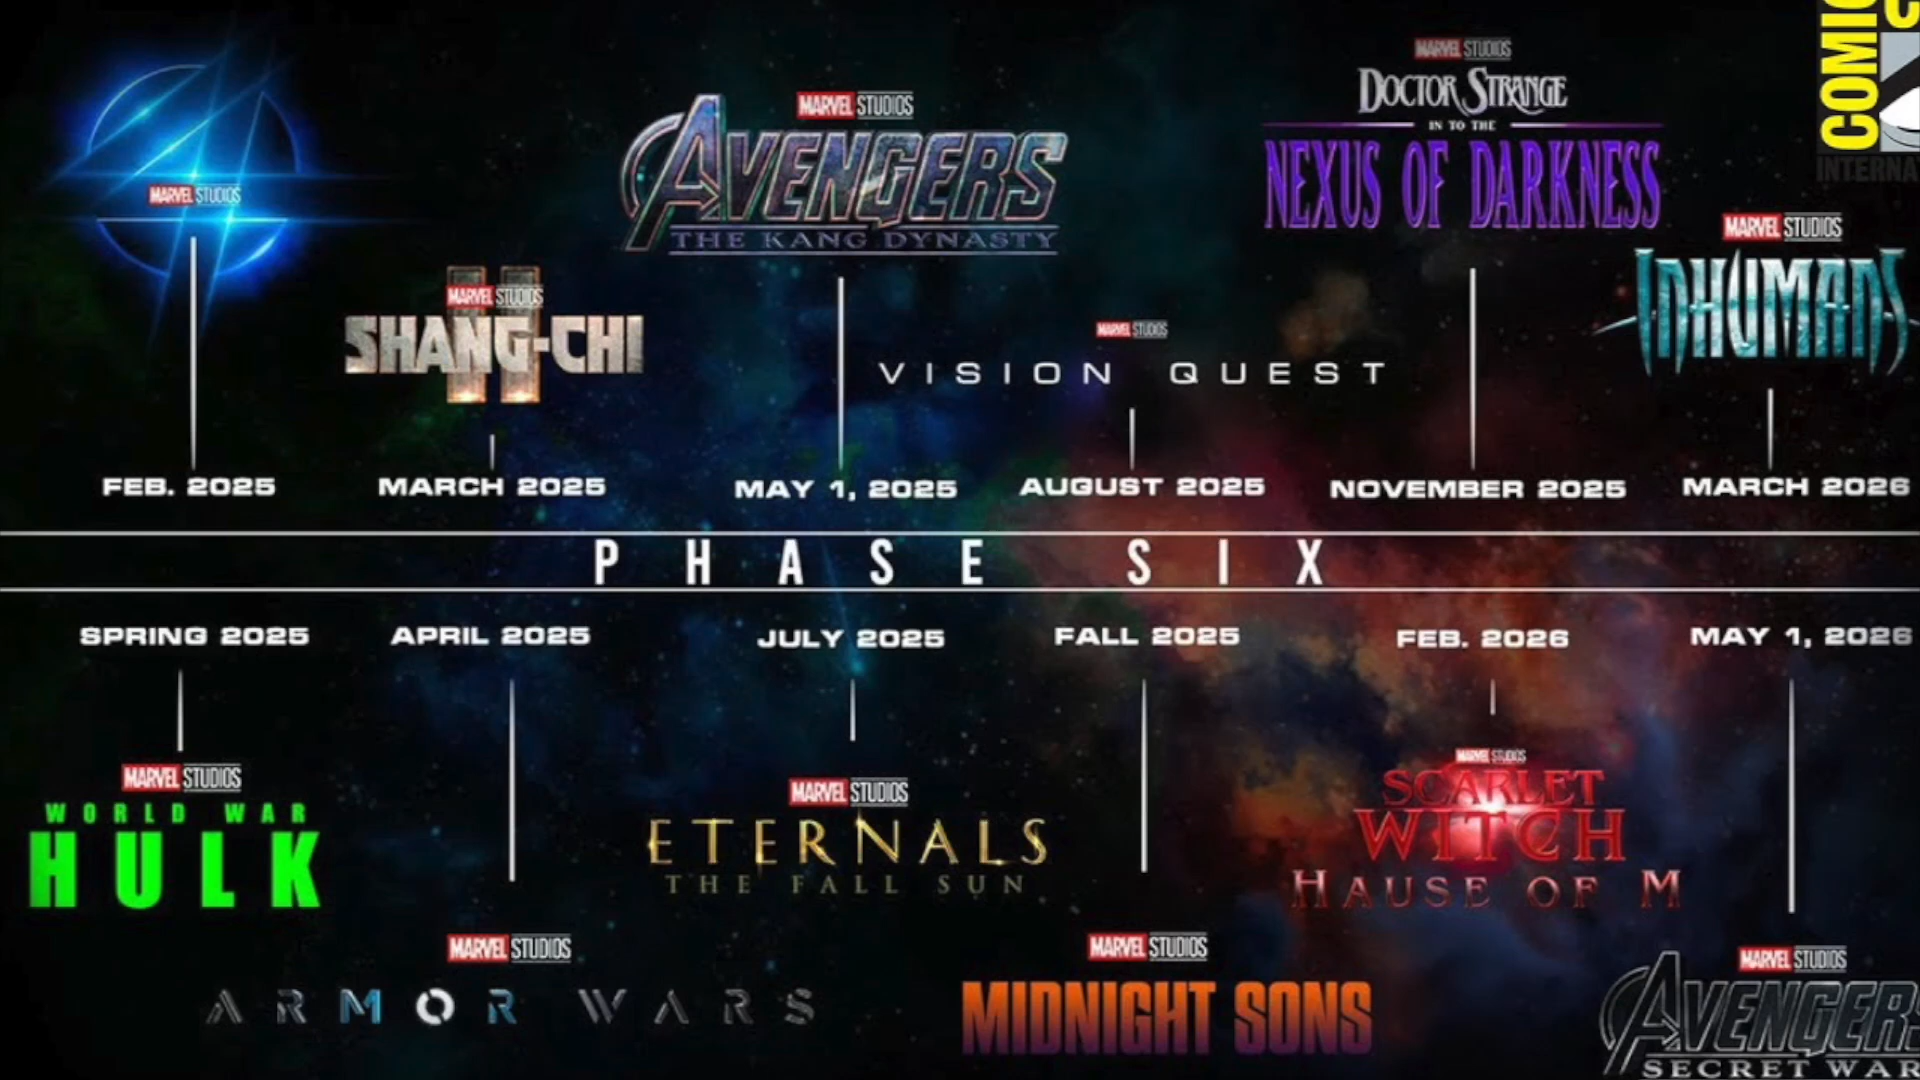 COMIC
INTERNA
MARVEL STUDIOS
FEB. 2025
MARVEL STUDIOS
SHANG-CHI
MARCH 2025
MARVEL STUDIOS
AVENGERS
THE KANG DYNASTY
MAY 1, 2025
MARVEL STUDIOS
VISION QUEST
AUGUST 2025
MARVEL STUDIOS
DOCTOR STRANGE
IN TO THE
NEXUS OF DARKNESS
NOVEMBER 2025
MARVEL STUDIOS
INHUMANS
MARCH 2026
PHASE SIX
SPRING 2025
MARVEL STUDIOS
WORLD WAR
HULK
APRIL 2025
MARVEL STUDIOS
ARMOR WARS
JULY 2025
MARVEL STUDIOS
ETERNALS
THE FALL SUN
FALL 2025
MARVEL STUDIOS
MIDNIGHT SONS
FEB. 2026
MARVEL STUDIOS
SCARLET
WITCH
HAUSE OF M
MAY 1, 2026
MARVEL STUDIOS
AVENGERS
SECRET WAR